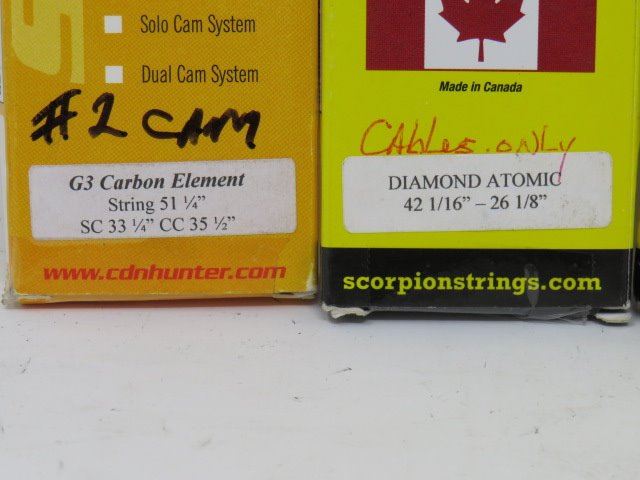 Solo Cam System
Dual Cam System
#2 CAM
G3 Carbon Element
String 51 ¼”
SC 33 ¼” CC 35 ½”
www.cdnhunter.com
Made in Canada
CAbles.only
DIAMOND ATOMIC
42 1/16” – 26 1/8”
scorpionstrings.com